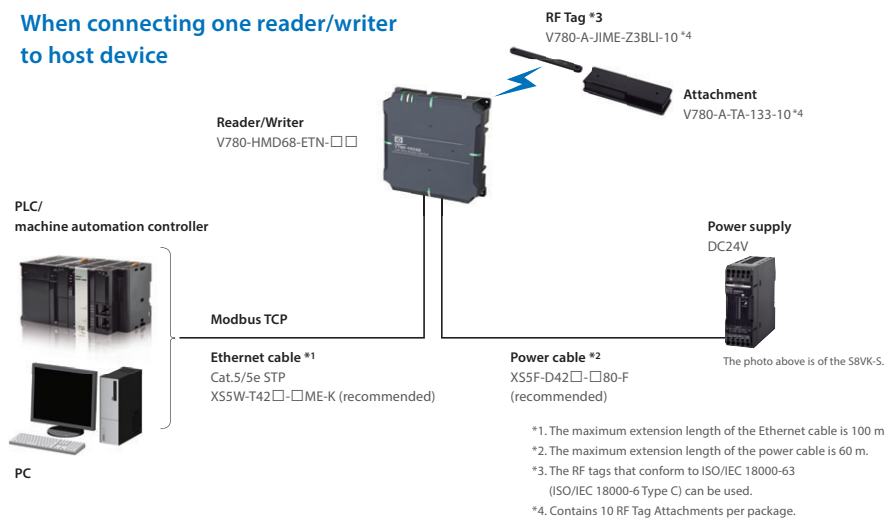 When connecting one reader/writer
to host device
RF Tag *3
V780-A-JIME-Z3BLI-10 *4
Attachment
V780-A-TA-133-10 *4
Reader/Writer
V780-HMD68-ETN-□□
PLC/
machine automation controller
Power supply
DC24V
Modbus TCP
Ethernet cable *1
Cat.5/5e STP
XS5W-T42□-□ME-K (recommended)
Power cable *2
XS5F-D42□-□80-F
(recommended)
The photo above is of the S8VK-S.
PC
*1. The maximum extension length of the Ethernet cable is 100 m
*2. The maximum extension length of the power cable is 60 m.
*3. The RF tags that conform to ISO/IEC 18000-63
(ISO/IEC 18000-6 Type C) can be used.
*4. Contains 10 RF Tag Attachments per package.